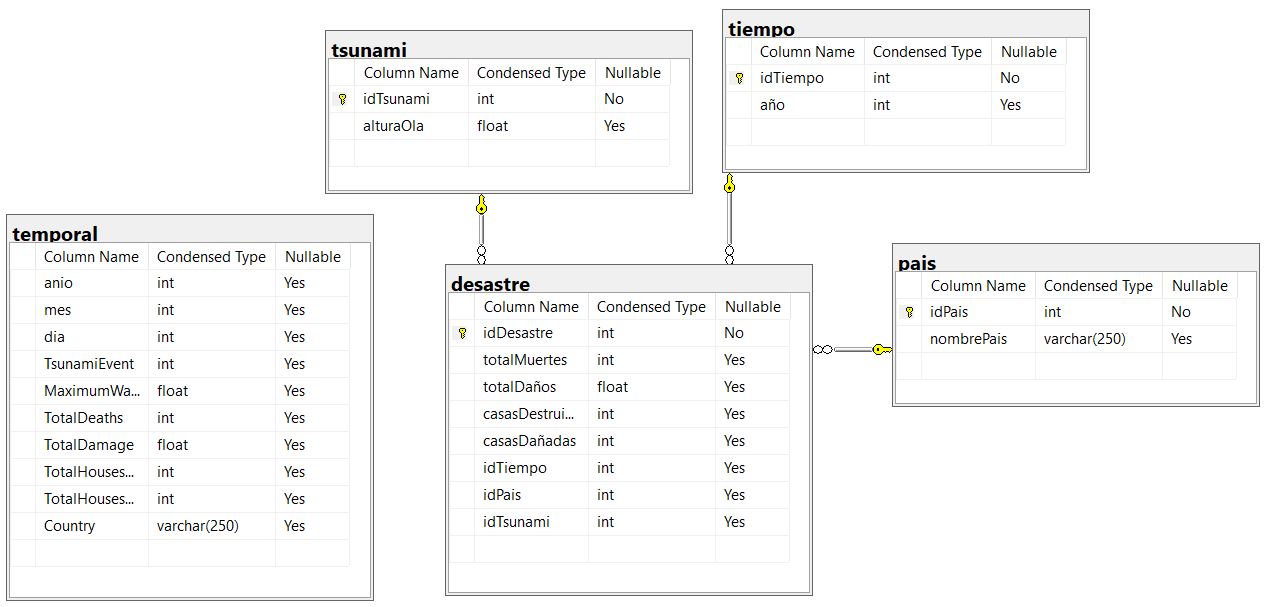 tsunami
Column Name Condensed Type Nullable
idTsunami int No
alturaOla float Yes
tiempo
Column Name Condensed Type Nullable
idTiempo int No
año int Yes
temporal
Column Name Condensed Type Nullable
anio int Yes
mes int Yes
dia int Yes
TsunamiEvent int Yes
MaximumWa... float Yes
TotalDeaths int Yes
TotalDamage float Yes
TotalHouses... int Yes
TotalHouses... int Yes
Country varchar(250) Yes
desastre
Column Name Condensed Type Nullable
idDesastre int No
totalMuertes int Yes
totalDaños float Yes
casasDestrui... int Yes
casasDañadas int Yes
idTiempo int Yes
idPais int Yes
idTsunami int Yes
pais
Column Name Condensed Type Nullable
idPais int No
nombrePais varchar(250) Yes